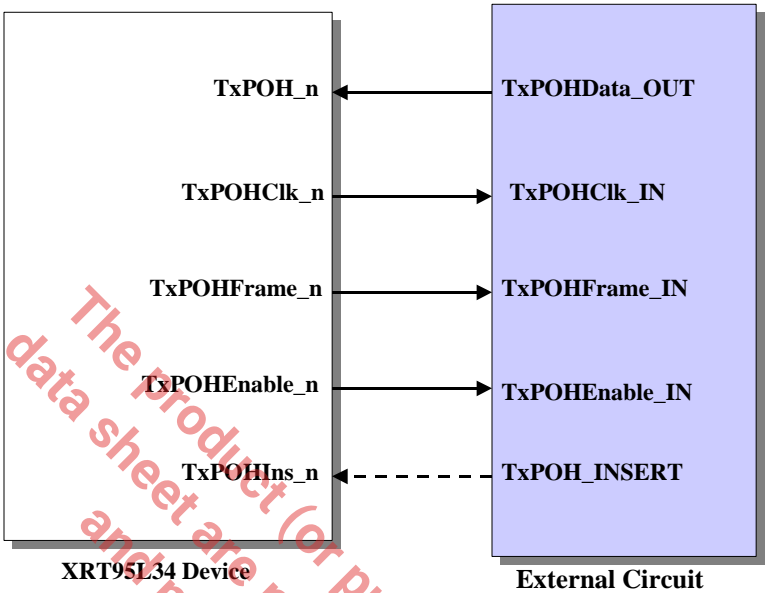 TxPOH_n
TxPOHData_OUT
TxPOHClk_n
TxPOHClk_IN
TxPOHFrame_n
TxPOHFrame_IN
TxPOHEnable_n
TxPOHEnable_IN
TxPOHIns_n
TxPOH_INSERT
XRT95L34 Device
External Circuit
The product (or
data sheet are
and